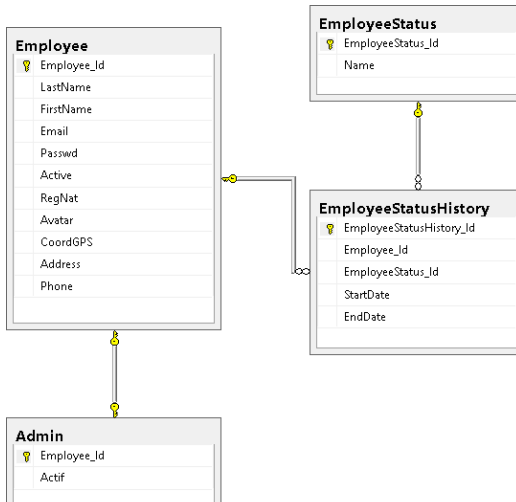 Employee
Employee_Id
LastName
FirstName
Email
Passwd
Active
RegNat
Avatar
CoordGPS
Address
Phone
EmployeeStatus
EmployeeStatus_Id
Name
EmployeeStatusHistory
EmployeeStatusHistory_Id
Employee_Id
EmployeeStatus_Id
StartDate
EndDate
Admin
Employee_Id
Actif